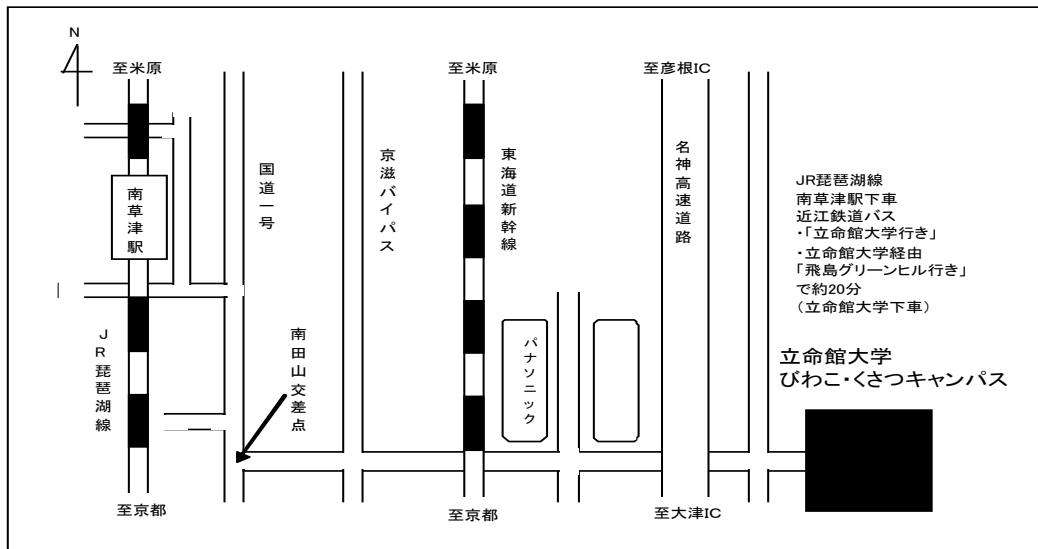 N
至米原
至米原
至彦根IC
南草津駅
国道一号
京滋バイパス
東海道新幹線
名神高速道路
JR琵琶湖線
南草津駅下車
近江鉄道バス
・「立命館大学行き」
・立命館大学経由
「飛島グリーンヒル行き」
で約20分
（立命館大学下車）
JR琵琶湖線
南田山交差点
パナソニック
立命館大学
びわこ・くさつキャンパス
至京都
至京都
至大津IC